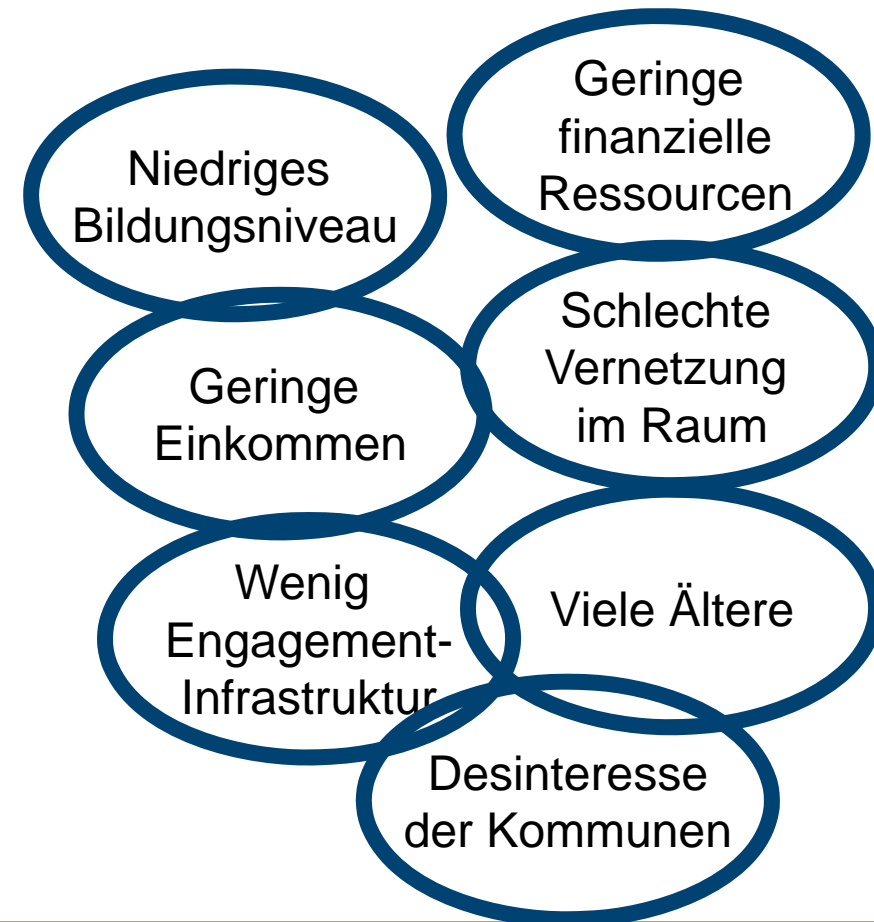 Niedriges
Bildungsniveau
Geringe
Einkommen
Wenig
Engagement-
Infrastruktur
Geringe
finanzielle
Ressourcen
Schlechte
Vernetzung
im Raum
Viele Ältere
Desinteresse
der Kommunen